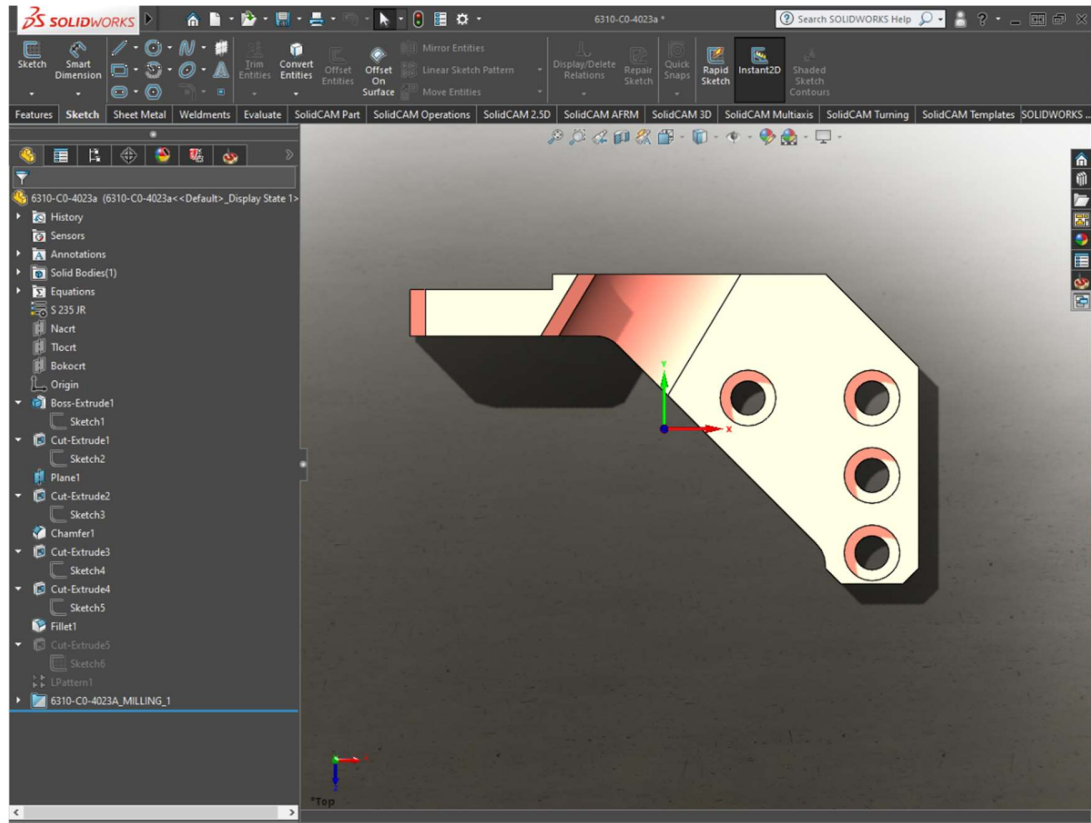 SOLIDWORKS
6310-C0-4023a *
Search SOLIDWORKS Help
Sketch
Smart Dimension
Trim Entities
Convert Entities
Offset Entities
Offset On Surface
Mirror Entities
Linear Sketch Pattern
Move Entities
Display/Delete Relations
Repair Sketch
Quick Snaps
Rapid Sketch
Instant2D
Shaded Sketch Contours
Features Sketch Sheet Metal Weldments Evaluate SolidCAM Part SolidCAM Operations SolidCAM 2.5D SolidCAM AFRM SolidCAM 3D SolidCAM Multiaxis SolidCAM Turning SolidCAM Templates SOLIDWORKS ...
6310-C0-4023a (6310-C0-4023a<<Default>_Display State 1>
History
Sensors
Annotations
Solid Bodies(1)
Equations
S 235 JR
Nacrt
Tlocrt
Bokocrt
Origin
Boss-Extrude1
Sketch1
Cut-Extrude1
Sketch2
Plane1
Cut-Extrude2
Sketch3
Chamfer1
Cut-Extrude3
Sketch4
Cut-Extrude4
Sketch5
Fillet1
Cut-Extrude5
Sketch6
LPattern1
6310-C0-4023A_MILLING_1
Y
X
*Top